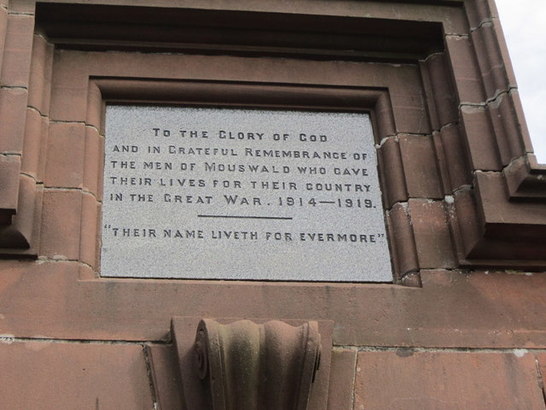 To the Glory of God
and in Grateful Remembrance of
the men of Mouswald who gave
their lives for their country
in the Great War. 1914—1919.
"Their name liveth for evermore"